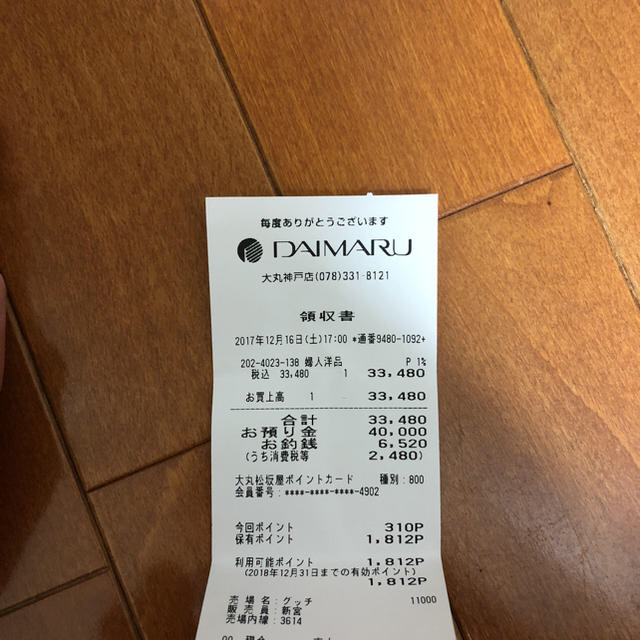 毎度ありがとうございます
DAIMARU
大丸神戸店(078)331-8121
領収書
2017年12月16日(土)17:00 *通番9480-1092+
202-4023-138 婦人洋品 P 1%
税込 33,480 1 33,480
お買上高 1 33,480
合計 33,480
お預り金 40,000
お釣銭 6,520
(うち消費税等 2,480)
大丸松坂屋ポイントカード 種別:800
会員番号:****-****-****-4902
今回ポイント 310P
保有ポイント 1,812P
利用可能ポイント 1,812P
(2018年12月31日までの有効ポイント)
1,812P
売場名:グッチ 11000
販売員:新宮
売場内線:3614